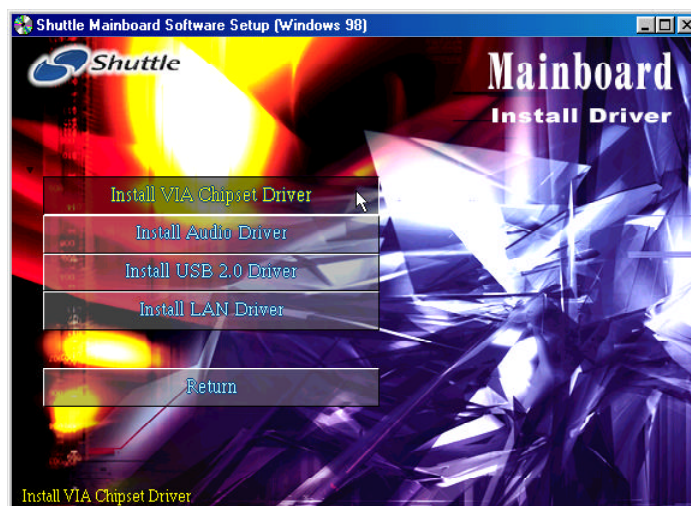 Shuttle Mainboard Software Setup (Windows 98)
Shuttle
Mainboard
Install Driver
Install VIA Chipset Driver
Install Audio Driver
Install USB 2.0 Driver
Install LAN Driver
Return
Install VIA Chipset Driver